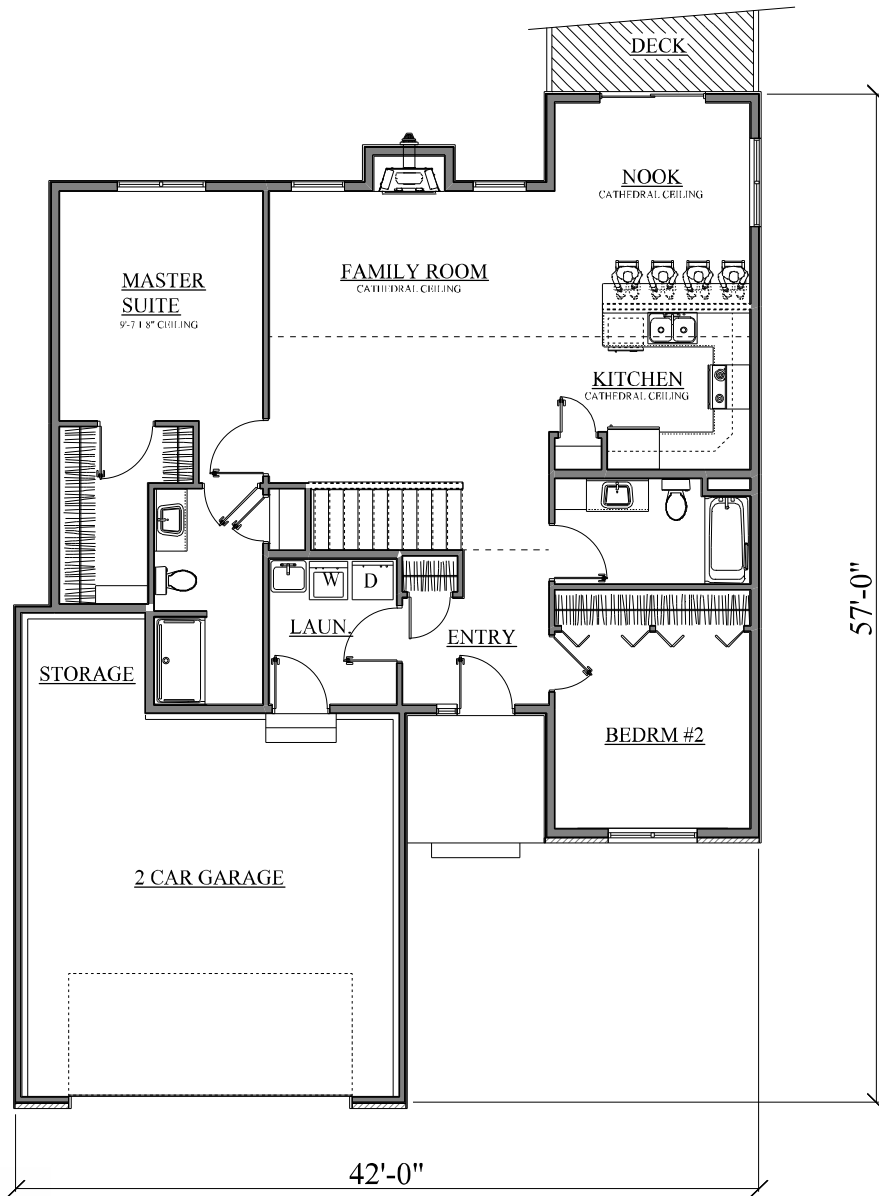 DECK
NOOK
CATHEDRAL CEILING
FAMILY ROOM
CATHEDRAL CEILING
MASTER
SUITE
9'-7 1 8" CEILING
KITCHEN
CATHEDRAL CEILING
W D
LAUN.
ENTRY
STORAGE
BEDRM #2
57'-0"
2 CAR GARAGE
42'-0"